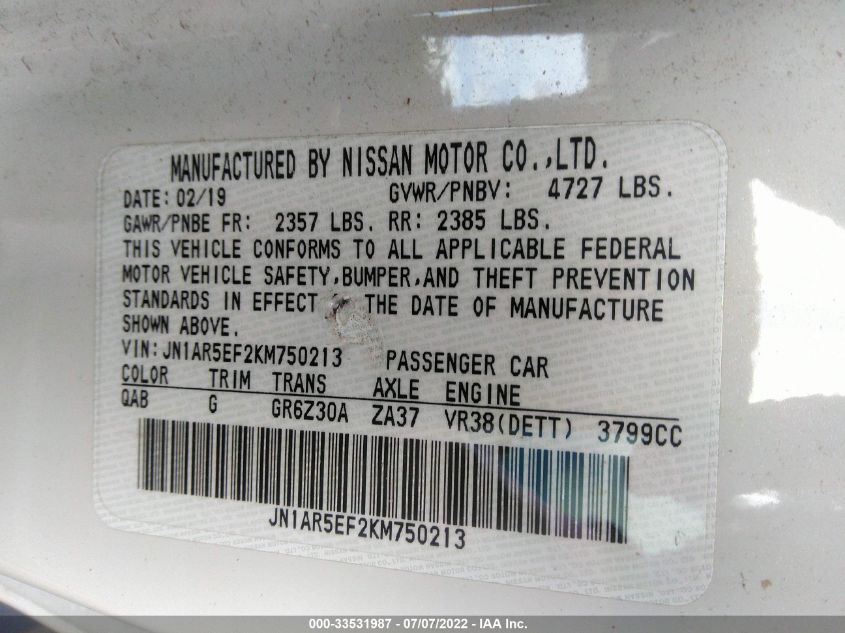 MANUFACTURED BY NISSAN MOTOR CO.,LTD.
DATE: 02/19 GVWR/PNBV: 4727 LBS.
GAWR/PNBE FR: 2357 LBS. RR: 2385 LBS.
THIS VEHICLE CONFORMS TO ALL APPLICABLE FEDERAL
MOTOR VEHICLE SAFETY,BUMPER,AND THEFT PREVENTION
STANDARDS IN EFFECT THE DATE OF MANUFACTURE
SHOWN ABOVE.
VIN:JN1AR5EF2KM750213 PASSENGER CAR
COLOR TRIM TRANS AXLE ENGINE
QAB G GR6Z30A ZA37 VR38(DETT) 3799CC
JN1AR5EF2KM750213
000-33531987 - 07/07/2022 - IAA Inc.